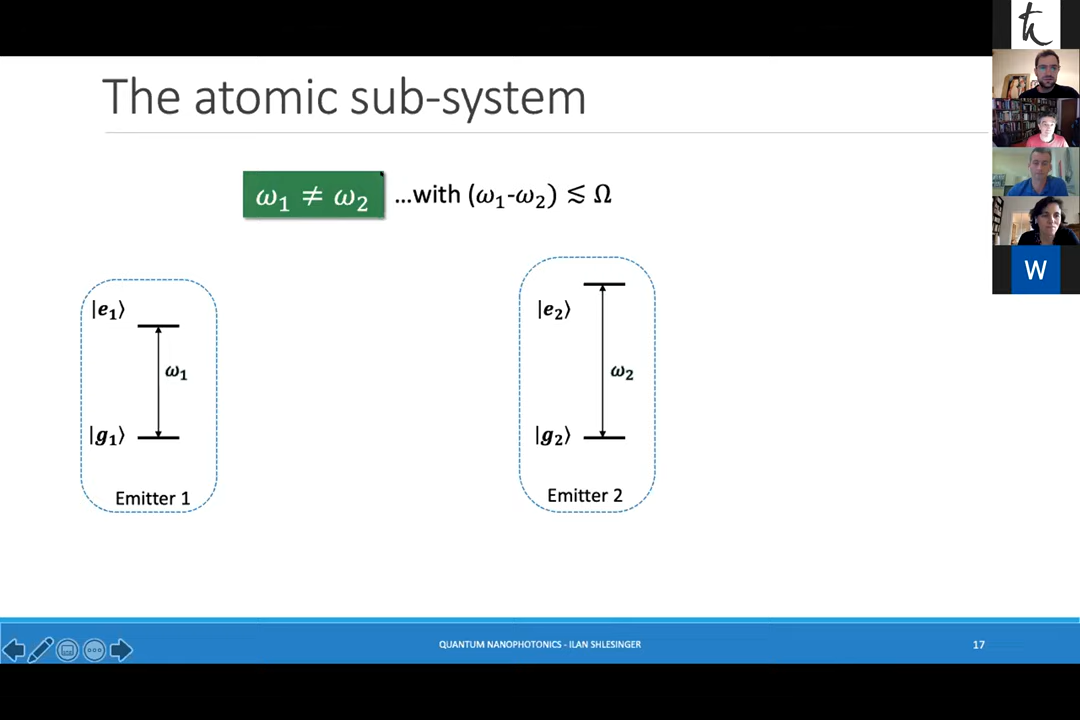 The atomic sub-system
ω₁ ≠ ω₂ ...with (ω₁-ω₂) ≲ Ω
|e₁⟩
ω₁
|g₁⟩
Emitter 1
|e₂⟩
ω₂
|g₂⟩
Emitter 2
QUANTUM NANOPHOTONICS - ILAN SHLESINGER
17
ħ
W